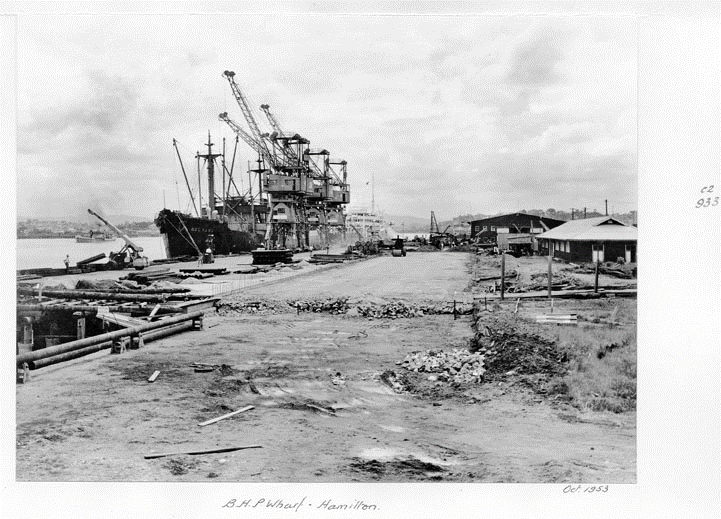 C2
933
Oct. 1953
B.H.P Wharf - Hamilton.